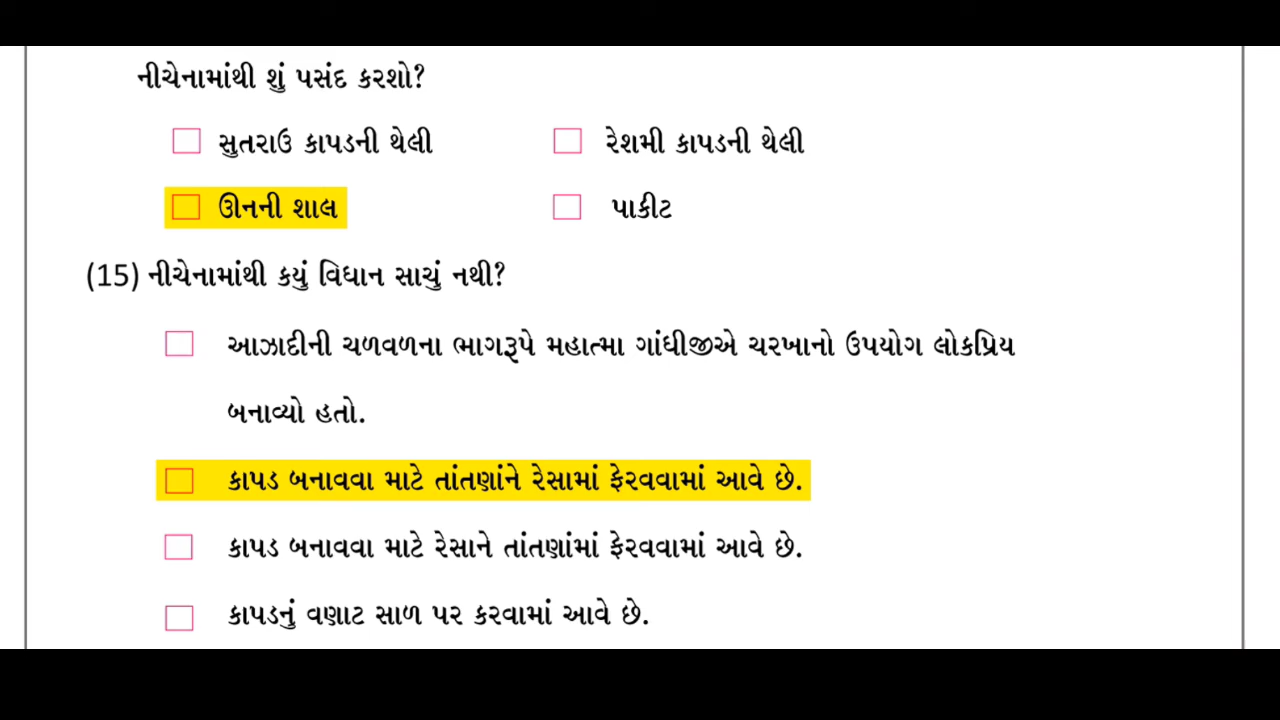 નીચેનામાંથી શું પસંદ કરશો?
સુતરાઉ કાપડની થેલી રેશમી કાપડની થેલી
ઊનની શાલ પાકીટ
(15) નીચેનામાંથી કયું વિધાન સાચું નથી?
આઝાદીની ચળવળના ભાગરૂપે મહાત્મા ગાંધીજીએ ચરખાનો ઉપયોગ લોકપ્રિય
બનાવ્યો હતો.
કાપડ બનાવવા માટે તાંતણાંને રેસામાં ફેરવવામાં આવે છે.
કાપડ બનાવવા માટે રેસાને તાંતણાંમાં ફેરવવામાં આવે છે.
કાપડનું વણાટ સાળ પર કરવામાં આવે છે.